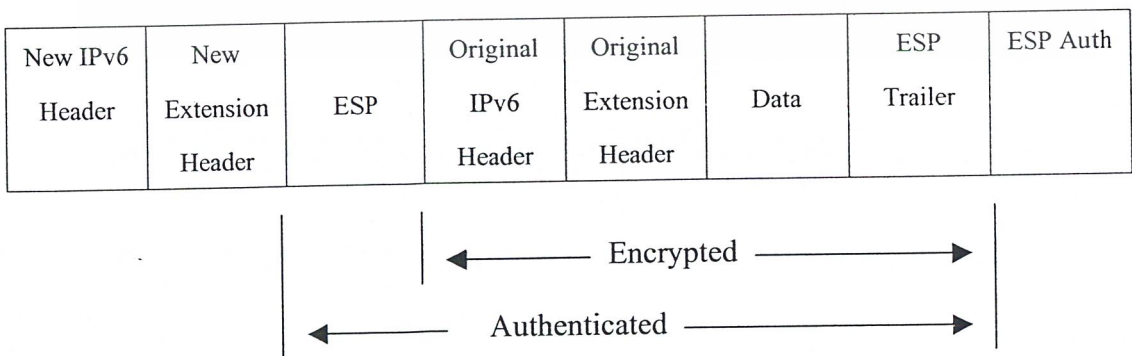 New IPv6
Header
New
Extension
Header
ESP
Original
IPv6
Header
Original
Extension
Header
Data
ESP
Trailer
ESP Auth
Encrypted
Authenticated